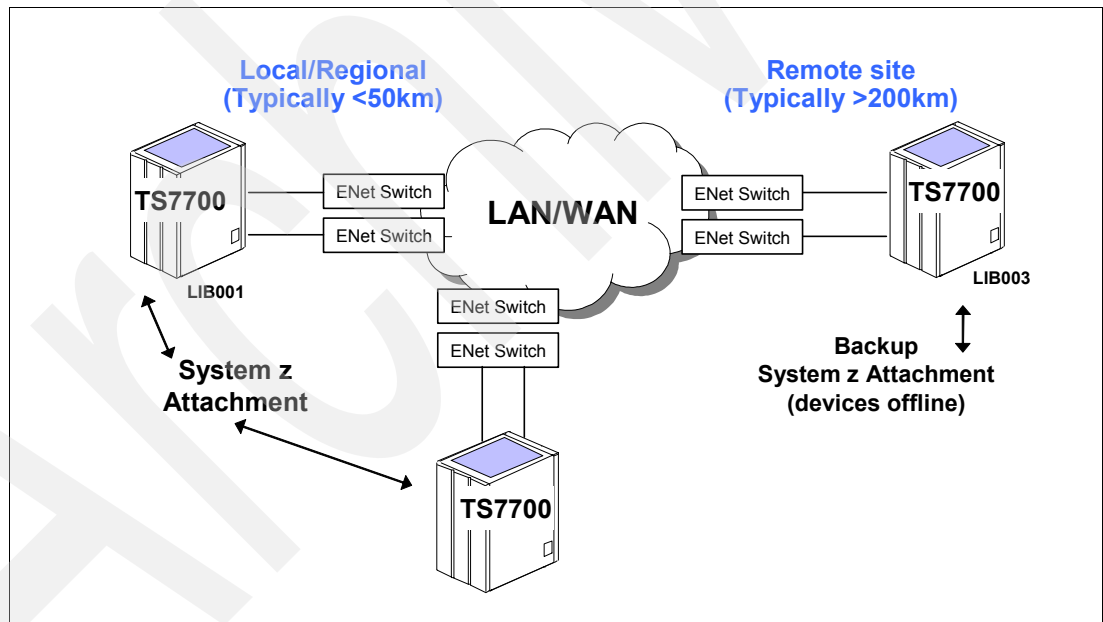 Local/Regional
(Typically <50km)
Remote site
(Typically >200km)
TS7700
ENet Switch
ENet Switch
LAN/WAN
ENet Switch
ENet Switch
TS7700
LIB001
LIB003
ENet Switch
ENet Switch
System z
Attachment
Backup
System z Attachment
(devices offline)
TS7700